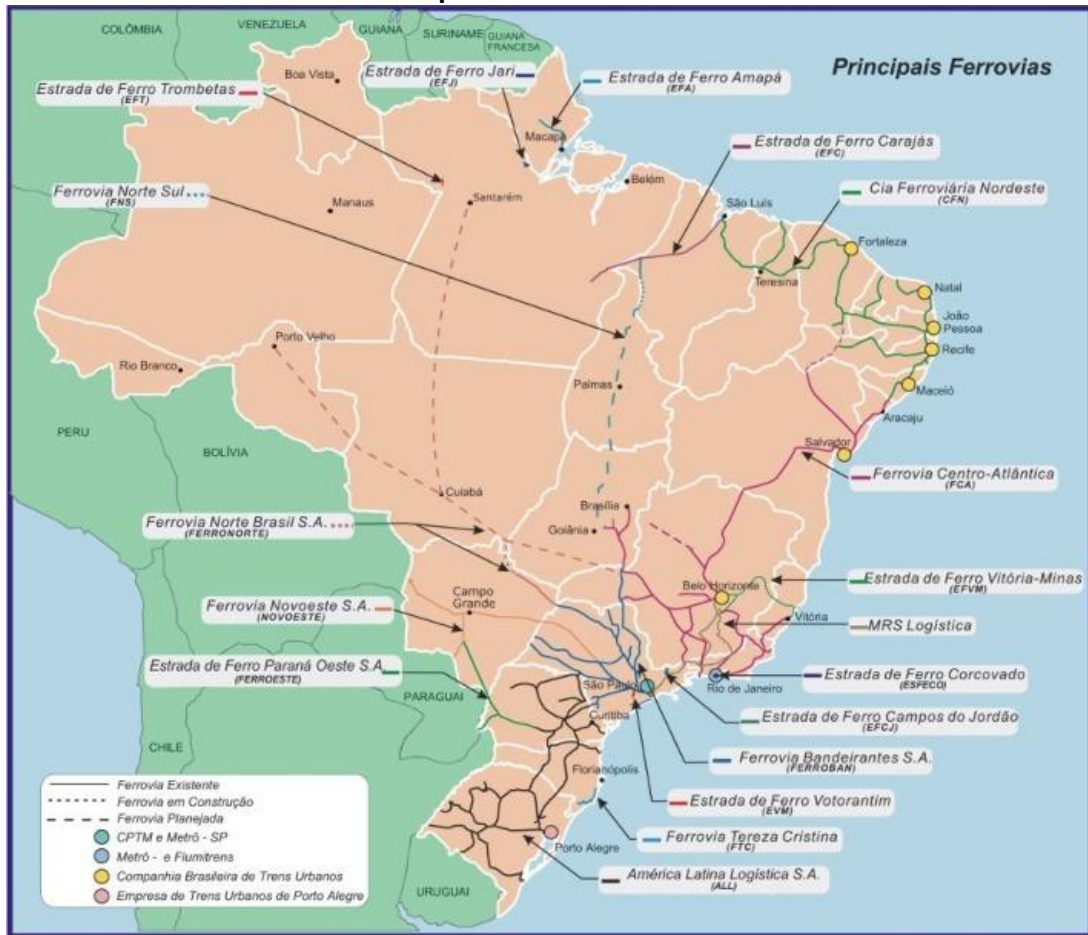 COLÔMBIA
VENEZUELA
GUIANA
SURINAME
GUIANA
FRANCESA
Principais Ferrovias
Boa Vista
Estrada de Ferro Jari
(EFJ)
Estrada de Ferro Amapá
(EFA)
Estrada de Ferro Trombetas
(EFT)
Macapá
Estrada de Ferro Carajás
(EFC)
Ferrovia Norte Sul
(FNS)
Belém
Manaus
Santarém
São Luís
Cia Ferroviária Nordeste
(CFN)
Fortaleza
Teresina
Natal
João
Pessoa
Recife
Porto Velho
Rio Branco
Palmas
Maceió
Aracaju
PERU
BOLÍVIA
Salvador
Ferrovia Centro-Atlântica
(FCA)
Cuiabá
Brasília
Goiânia
Ferrovia Norte Brasil S.A.
(FERRONORTE)
Belo Horizonte
Estrada de Ferro Vitória-Minas
(EFVM)
Campo
Grande
Ferrovia Novoeste S.A.
(NOVOESTE)
Vitória
MRS Logística
Estrada de Ferro Paraná Oeste S.A.
(FERROESTE)
São Paulo
Rio de Janeiro
Estrada de Ferro Corcovado
(ESFECO)
PARAGUAI
Curitiba
Estrada de Ferro Campos do Jordão
(EFCJ)
CHILE
Ferrovia Bandeirantes S.A.
(FERROBAN)
Florianópolis
Estrada de Ferro Votorantim
(EVM)
Porto Alegre
Ferrovia Tereza Cristina
(FTC)
América Latina Logística S.A.
(ALL)
URUGUAI
Ferrovia Existente
Ferrovia em Construção
Ferrovia Planejada
CPTM e Metrô - SP
Metrô - e Flumitrens
Companhia Brasileira de Trens Urbanos
Empresa de Trens Urbanos de Porto Alegre